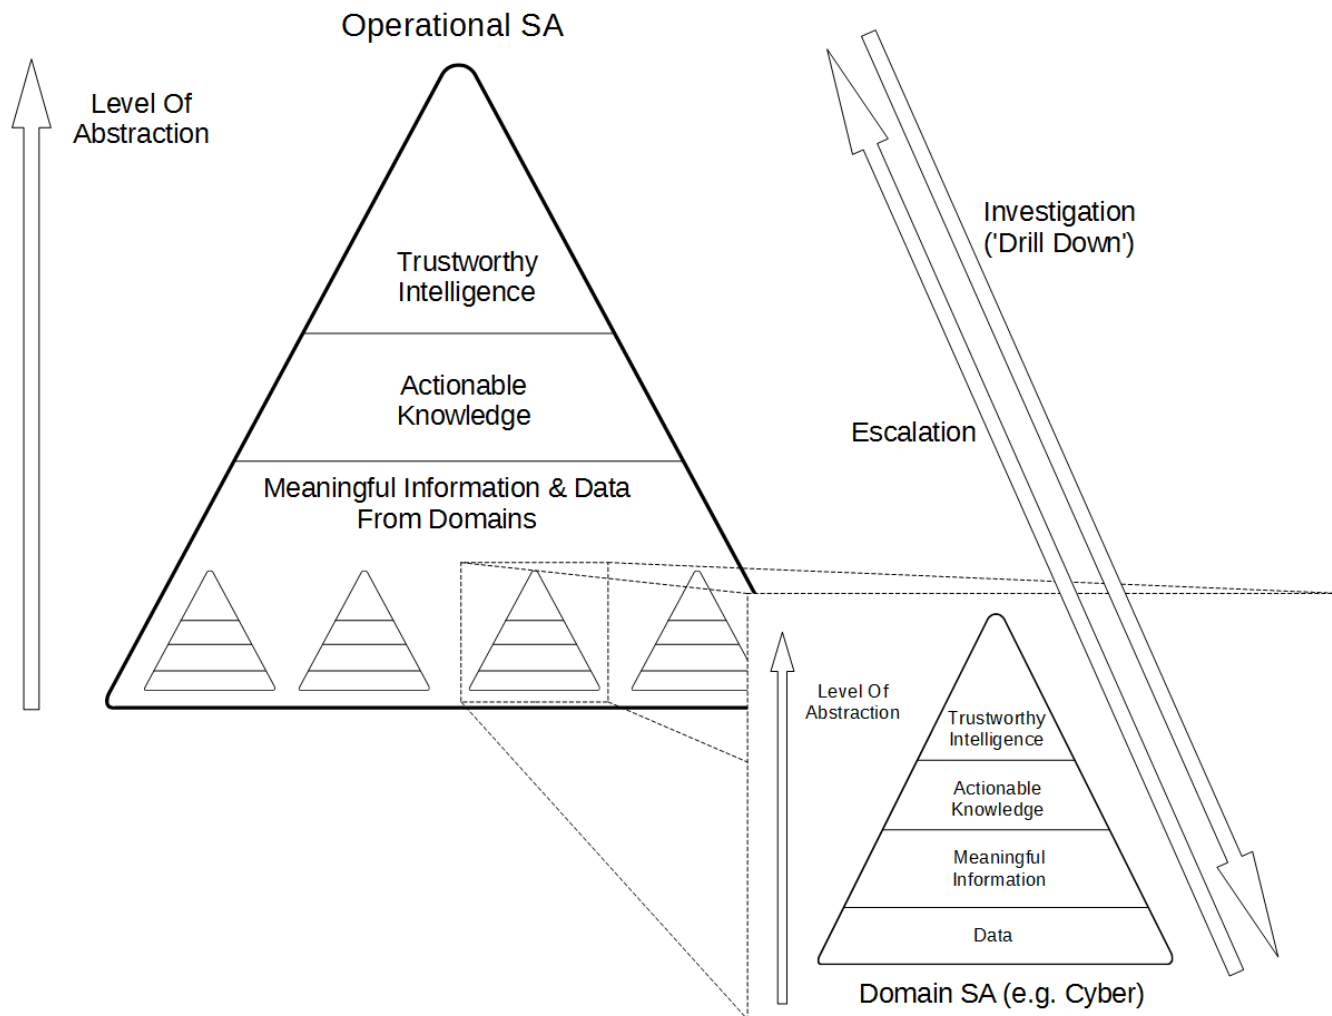 Operational SA
Level Of
Abstraction
Trustworthy
Intelligence
Actionable
Knowledge
Meaningful Information & Data
From Domains
Investigation
('Drill Down')
Escalation
Level Of
Abstraction
Trustworthy
Intelligence
Actionable
Knowledge
Meaningful
Information
Data
Domain SA (e.g. Cyber)